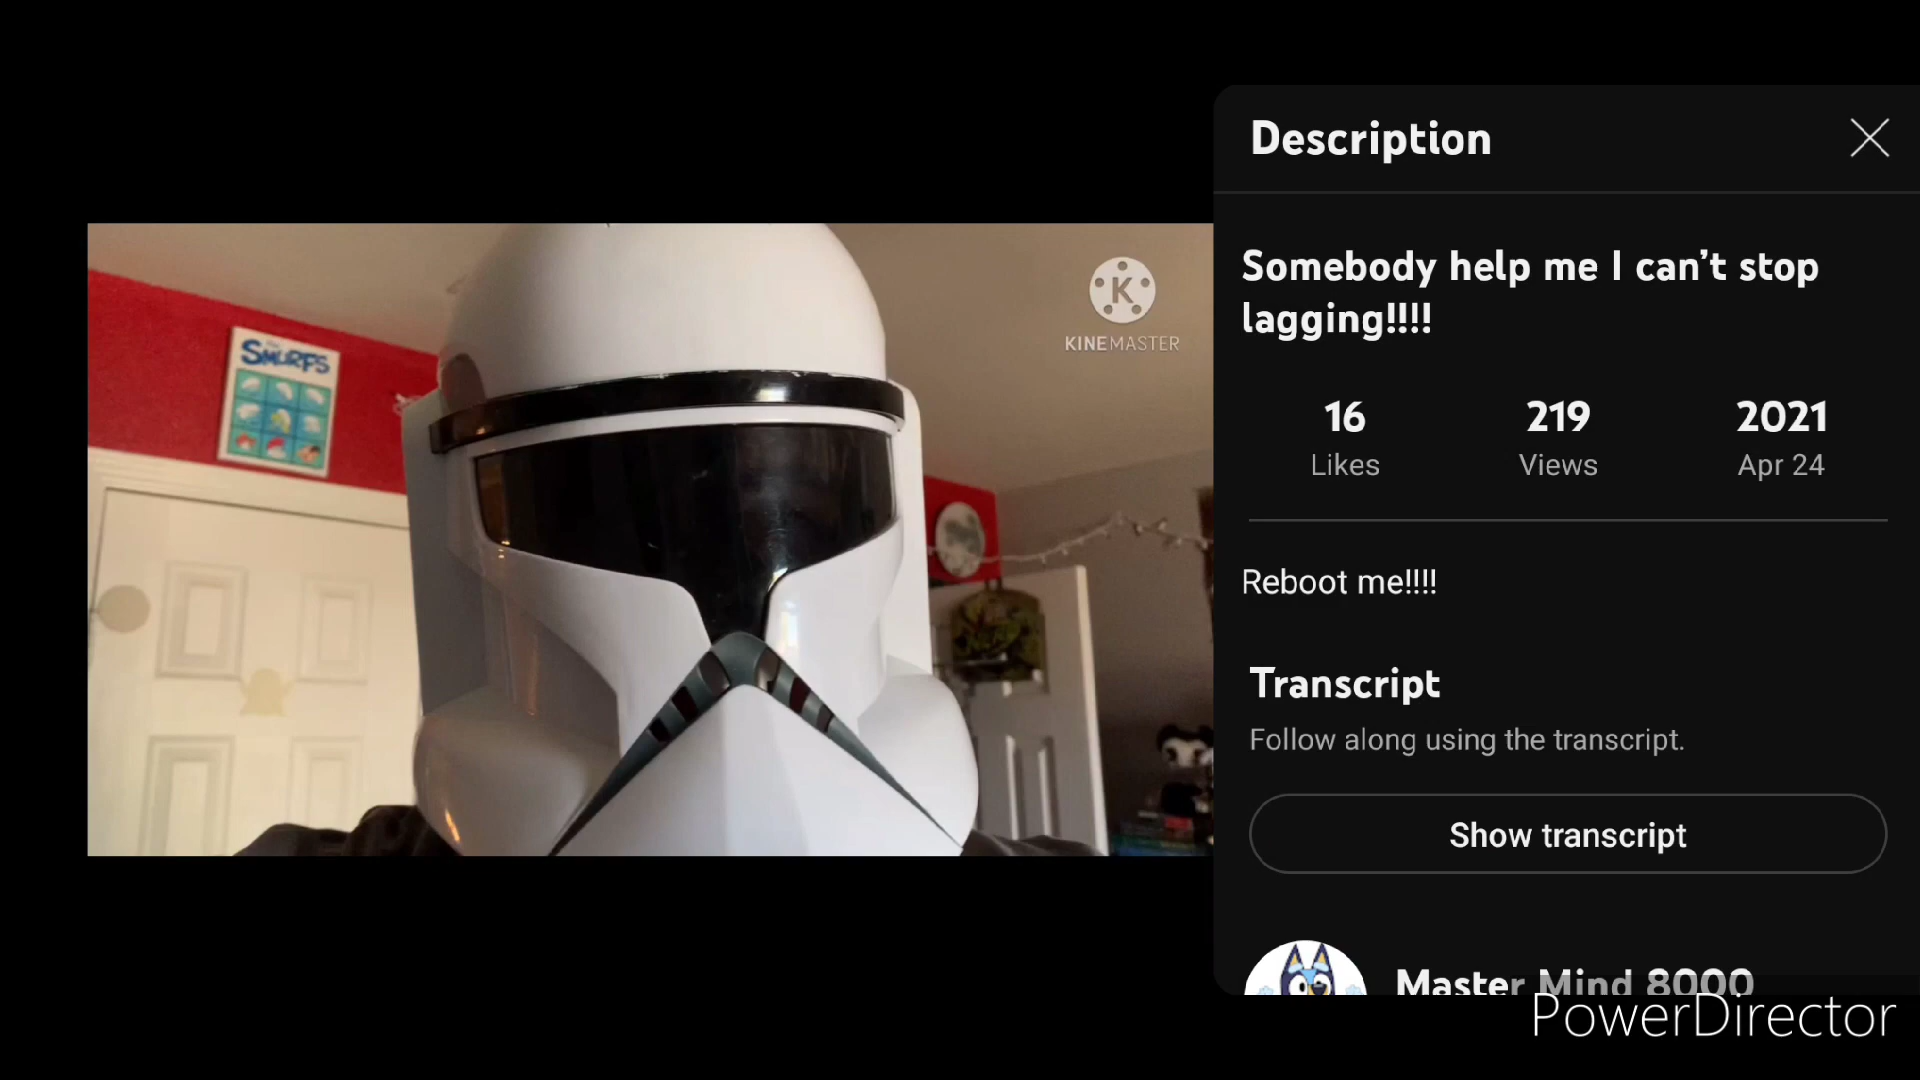 SMURFS
K
KINEMASTER
Description
Somebody help me I can't stop
lagging!!!!
16
219
2021
Likes
Views
Apr 24
Reboot me!!!!
Transcript
Follow along using the transcript.
Show transcript
Master Mind 8000
PowerDirector